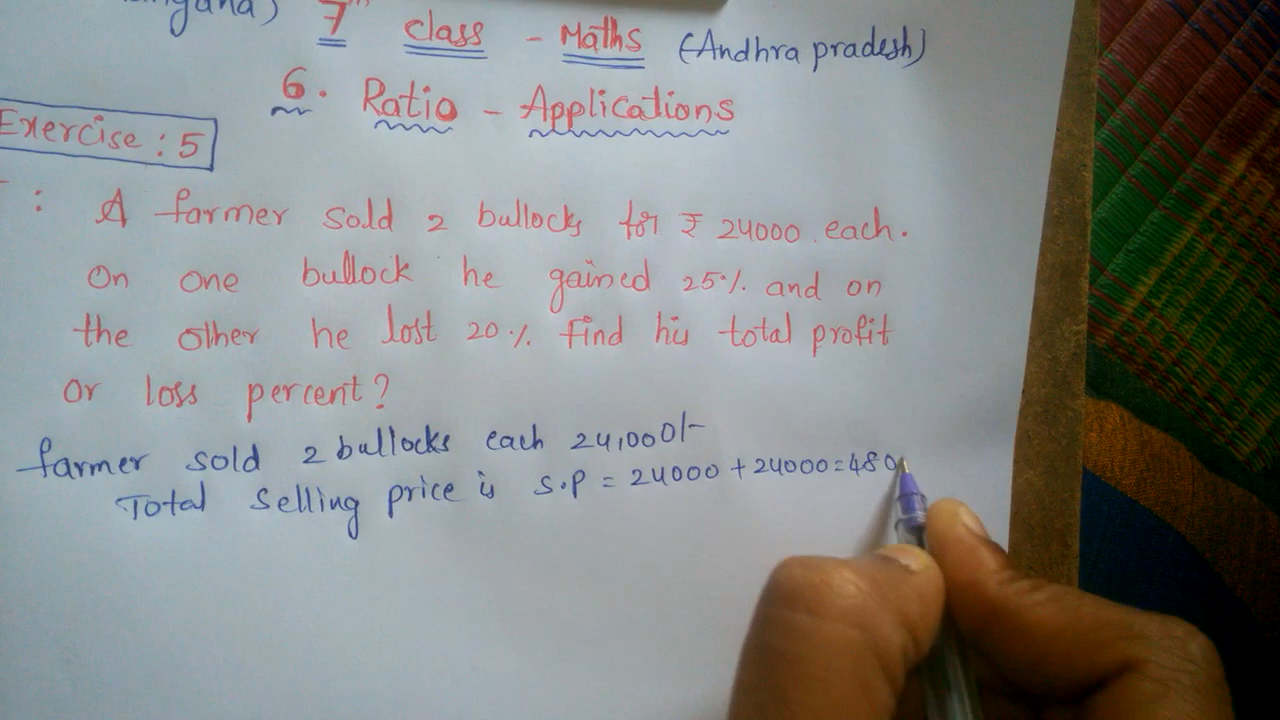 7th class - Maths (Andhra pradesh)
6. Ratio - Applications
Exercise : 5
: A farmer sold 2 bullocks for ₹ 24000 each.
On one bullock he gained 25% and on
the other he lost 20%. Find his total profit
or loss percent?
farmer sold 2 bullocks each 24,000/-
Total selling price is S.P = 24000 + 24000 = 480